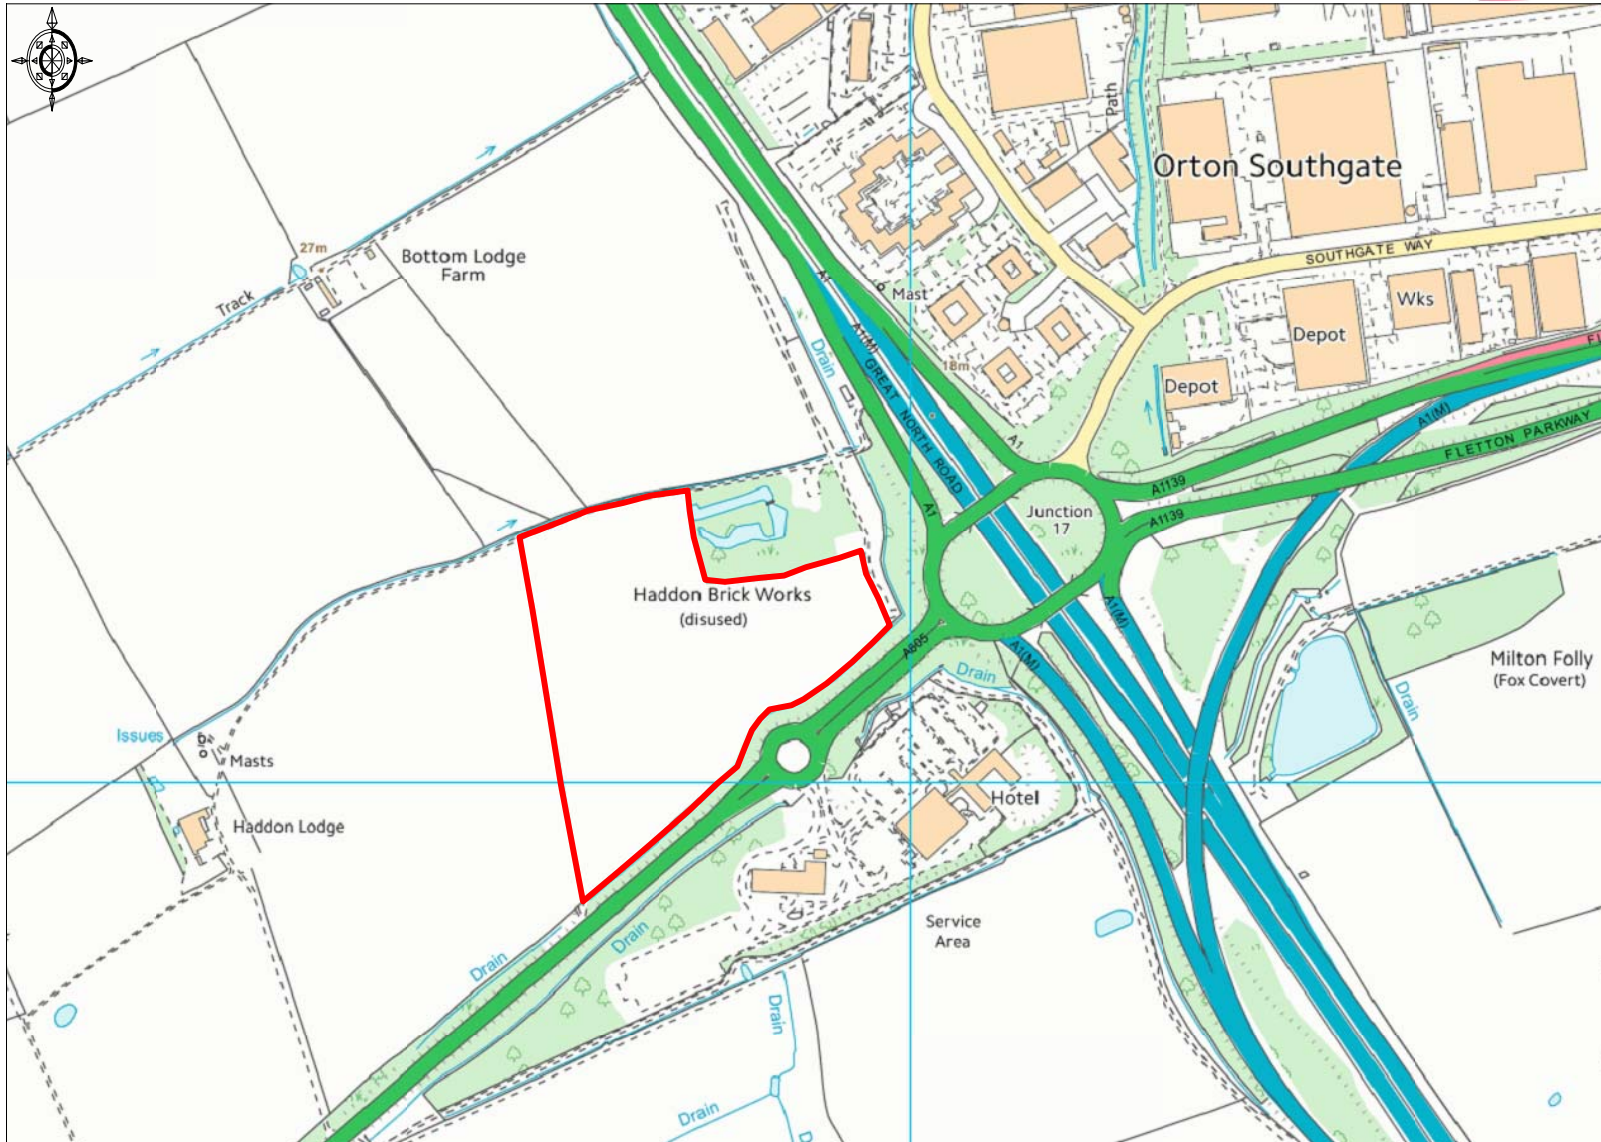 Path
Orton Southgate
27m
Bottom Lodge
Farm
SOUTHGATE WAY
Track
A1
Mast
Wks
Depot
A1(M)
Drain
18m
GREAT NORTH ROAD
Depot
A1(M)
A1
FLETTON PARKWAY
A1139
A1
Junction
17
A1139
Haddon Brick Works
(disused)
A1(M)
A605
A1(M)
Drain
Milton Folly
(Fox Covert)
Drain
Issues
Masts
Hotel
Haddon Lodge
Service
Area
Drain
Drain
Drain
Drain